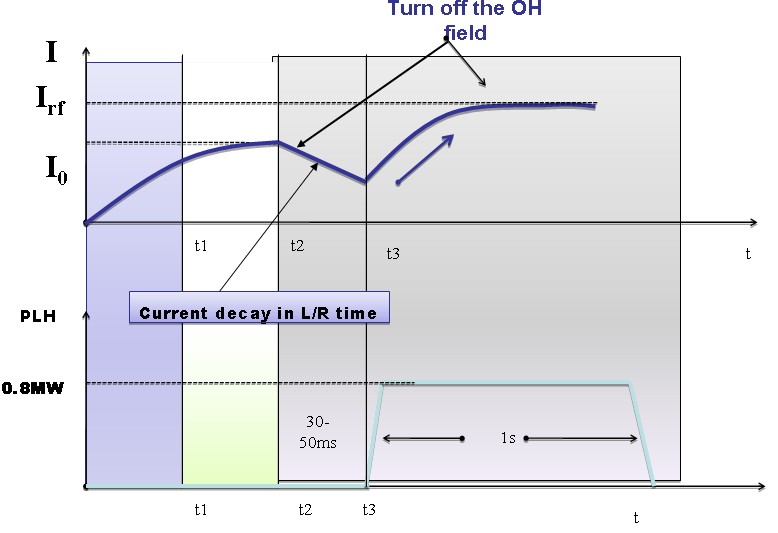 Turn off the OH
field
I
Irf
I0
t1
t2
t3
t
Current decay in L/R time
PLH
0.8MW
30-
50ms
1s
t1
t2
t3
t